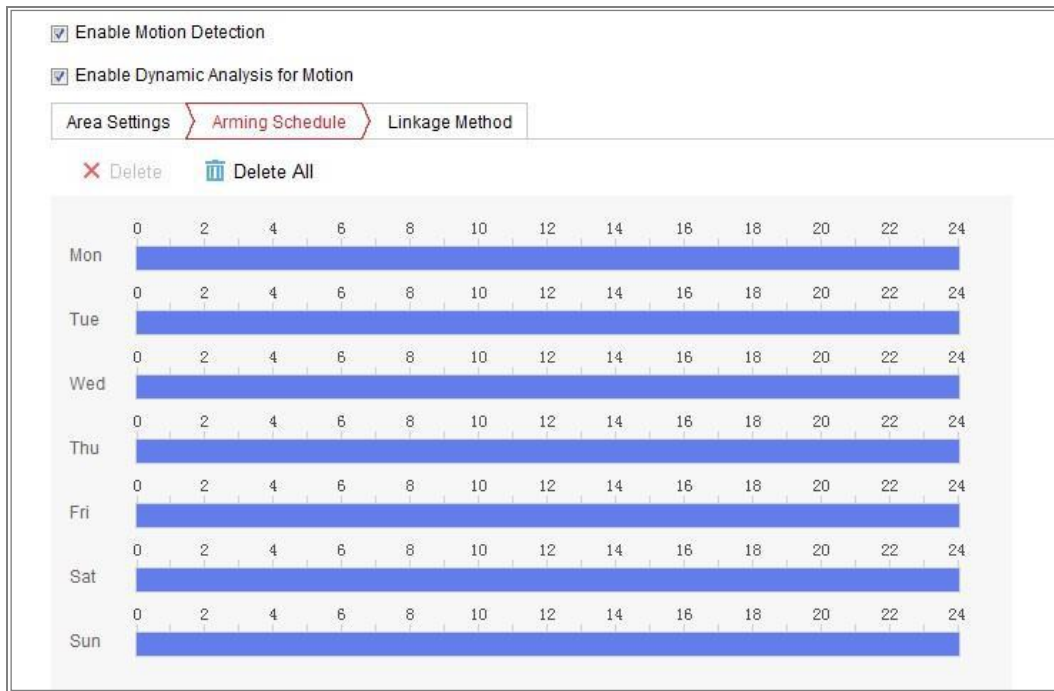 Enable Motion Detection
Enable Dynamic Analysis for Motion
Area Settings Arming Schedule Linkage Method
Delete Delete All
0 2 4 6 8 10 12 14 16 18 20 22 24
Mon
0 2 4 6 8 10 12 14 16 18 20 22 24
Tue
0 2 4 6 8 10 12 14 16 18 20 22 24
Wed
0 2 4 6 8 10 12 14 16 18 20 22 24
Thu
0 2 4 6 8 10 12 14 16 18 20 22 24
Fri
0 2 4 6 8 10 12 14 16 18 20 22 24
Sat
0 2 4 6 8 10 12 14 16 18 20 22 24
Sun